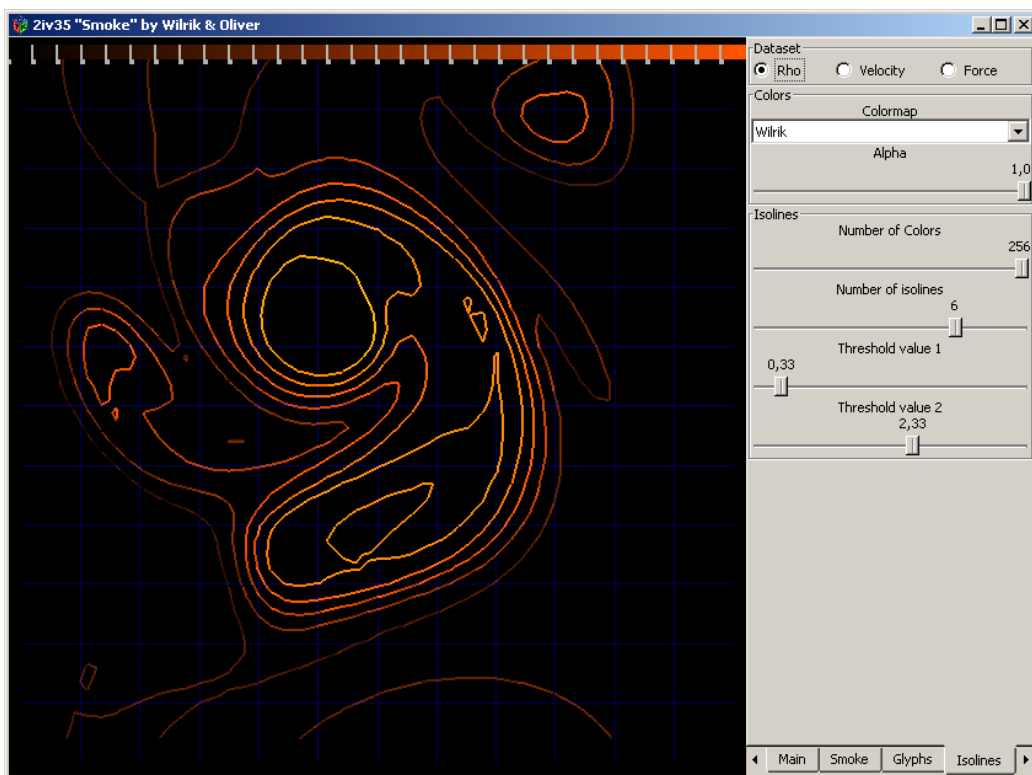 2iv35 "Smoke" by Wilrik & Oliver
Dataset
Rho Velocity Force
Colors
Colormap
Wilrik
Alpha
1,0
Isolines
Number of Colors
256
Number of isolines
6
Threshold value 1
0,33
Threshold value 2
2,33
Main Smoke Glyphs Isolines